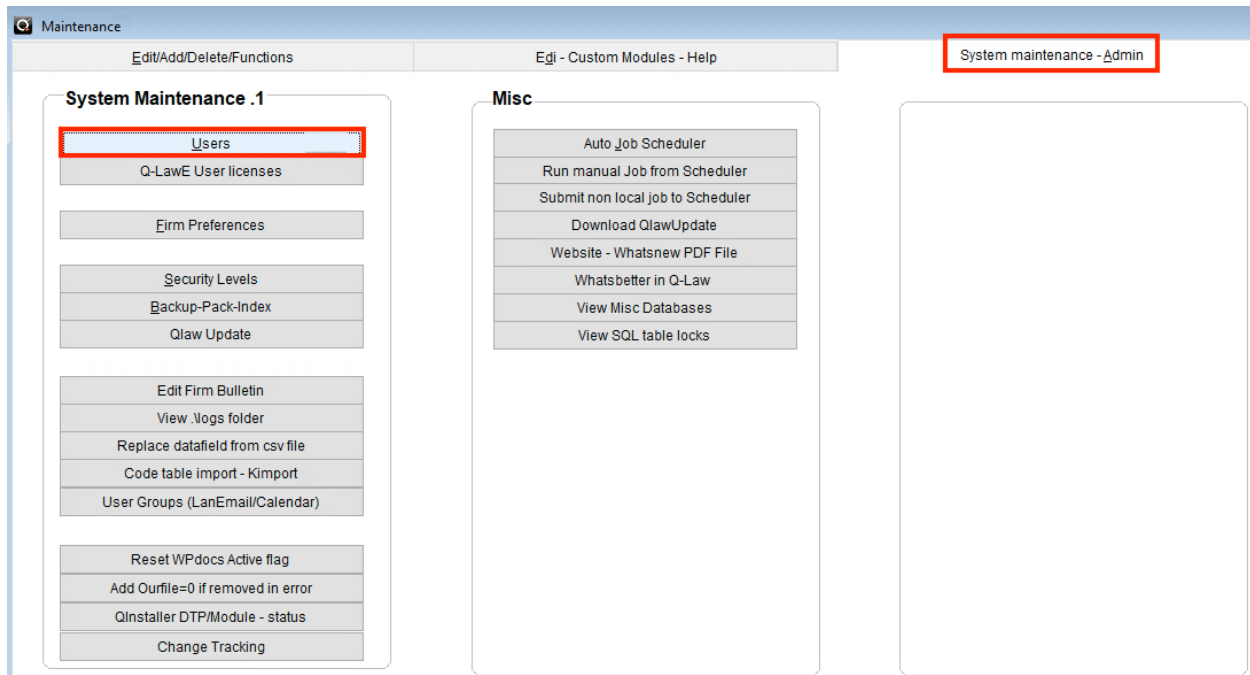 Maintenance
Edit/Add/Delete/Functions
Edi - Custom Modules - Help
System maintenance - Admin
System Maintenance .1
Users
Q-LawE User licenses
Firm Preferences
Security Levels
Backup-Pack-Index
Qlaw Update
Edit Firm Bulletin
View .\logs folder
Replace datafield from csv file
Code table import - Kimport
User Groups (LanEmail/Calendar)
Reset WPdocs Active flag
Add Ourfile=0 if removed in error
QInstaller DTP/Module - status
Change Tracking
Misc
Auto Job Scheduler
Run manual Job from Scheduler
Submit non local job to Scheduler
Download QlawUpdate
Website - Whatsnew PDF File
Whatsbetter in Q-Law
View Misc Databases
View SQL table locks